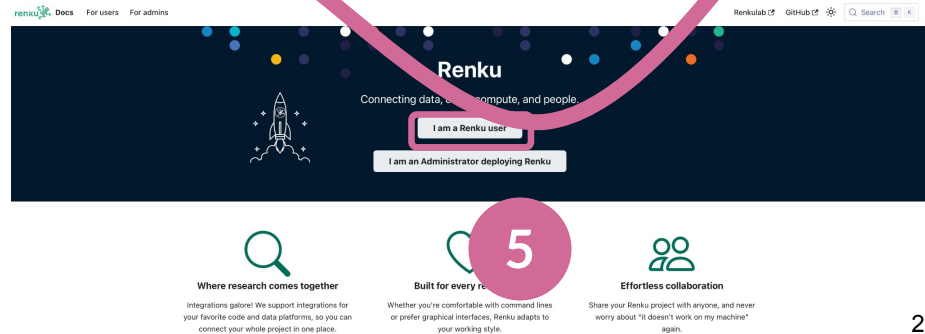 renku Docs For users For admins Renkulab GitHub Search ⌘ K
Renku
Connecting data, compute, and people.
I am a Renku user
I am an Administrator deploying Renku
5
Where research comes together Built for every Effortless collaboration
Integrations galore! We support integrations for Whether you're comfortable with command lines Share your Renku project with anyone, and never
your favorite code and data platforms, so you can or prefer graphical interfaces, Renku adapts to worry about "it doesn't work on my machine"
connect your whole project in one place. your working style. again.
2